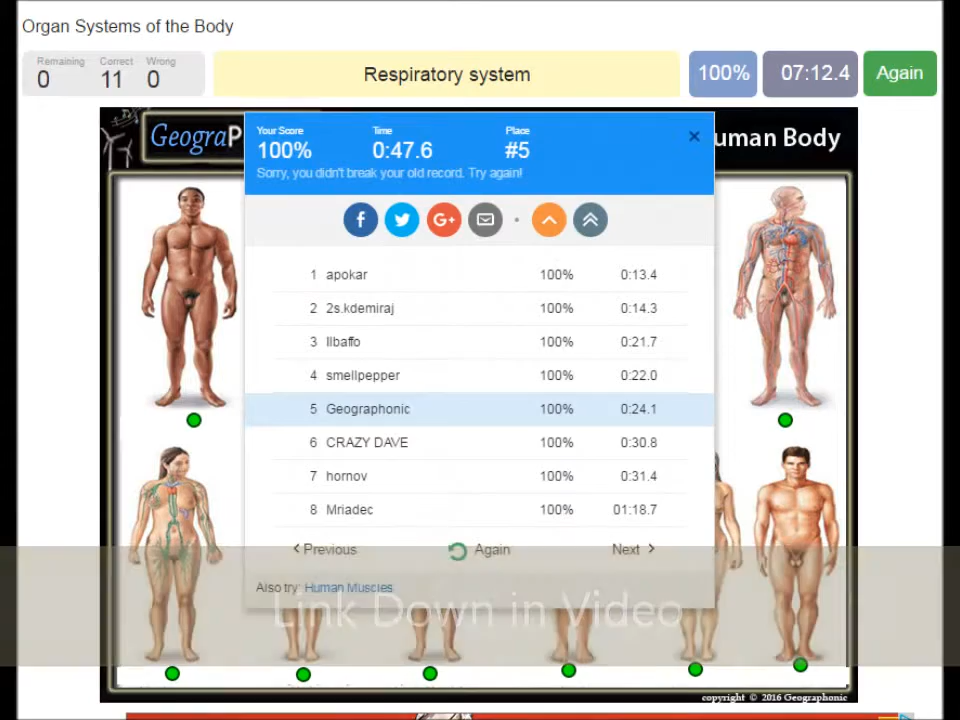 Organ Systems of the Body
Remaining Correct Wrong
0 11 0
Respiratory system
100%
07:12.4
Again
GeograP
uman Body
Your Score Time Place
100% 0:47.6 #5
Sorry, you didn't break your old record. Try again!
1 apokar 100% 0:13.4
2 2s.kdemiraj 100% 0:14.3
3 llbaffo 100% 0:21.7
4 smellpepper 100% 0:22.0
5 Geographonic 100% 0:24.1
6 CRAZY DAVE 100% 0:30.8
7 hornov 100% 0:31.4
8 Mriadec 100% 01:18.7
Previous Again Next
Also try: Human Muscles
Link Down in Video
copyright © 2016 Geographonic